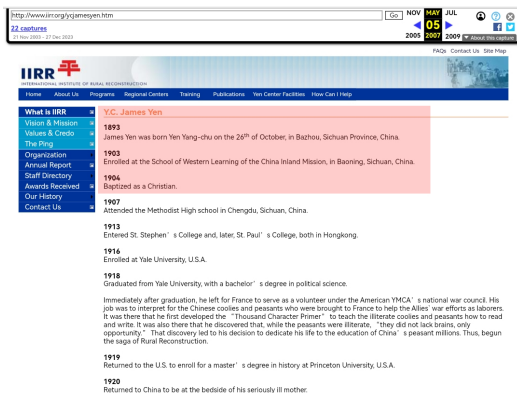 http://www.iirr.org/ycjamesyen.htm
Go
NOV MAY JUL
05
2005 2007 2009
22 captures
21 Nov 2003 - 27 Dec 2023
About this capture
FAQs Contact Us Site Map
IIRR
INTERNATIONAL INSTITUTE OF RURAL RECONSTRUCTION
Home About Us Programs Regional Centers Training Publications Yen Center Facilities How Can I Help
What is IIRR
Vision & Mission
Values & Credo
The Ping
Organization
Annual Report
Staff Directory
Awards Received
Our History
Contact Us
Y.C. James Yen
1893
James Yen was born Yen Yang-chu on the 26th of October, in Bazhou, Sichuan Province, China.
1903
Enrolled at the School of Western Learning of the China Inland Mission, in Baoning, Sichuan, China.
1904
Baptized as a Christian.
1907
Attended the Methodist High school in Chengdu, Sichuan, China.
1913
Entered St. Stephen' s College and, later, St. Paul' s College, both in Hongkong.
1916
Enrolled at Yale University, U.S.A.
1918
Graduated from Yale University, with a bachelor' s degree in political science.
Immediately after graduation, he left for France to serve as a volunteer under the American YMCA' s national war council. His
job was to interpret for the Chinese coolies and peasants who were brought to France to help the Allies' war efforts as laborers.
It was there that he first developed the "Thousand Character Primer" to teach the illiterate coolies and peasants how to read
and write. It was also there that he discovered that, while the peasants were illiterate, "they did not lack brains, only
opportunity." That discovery led to his decision to dedicate his life to the education of China' s peasant millions. Thus, begun
the saga of Rural Reconstruction.
1919
Returned to the U.S. to enroll for a master' s degree in history at Princeton University, U.S.A.
1920
Returned to China to be at the bedside of his seriously ill mother.